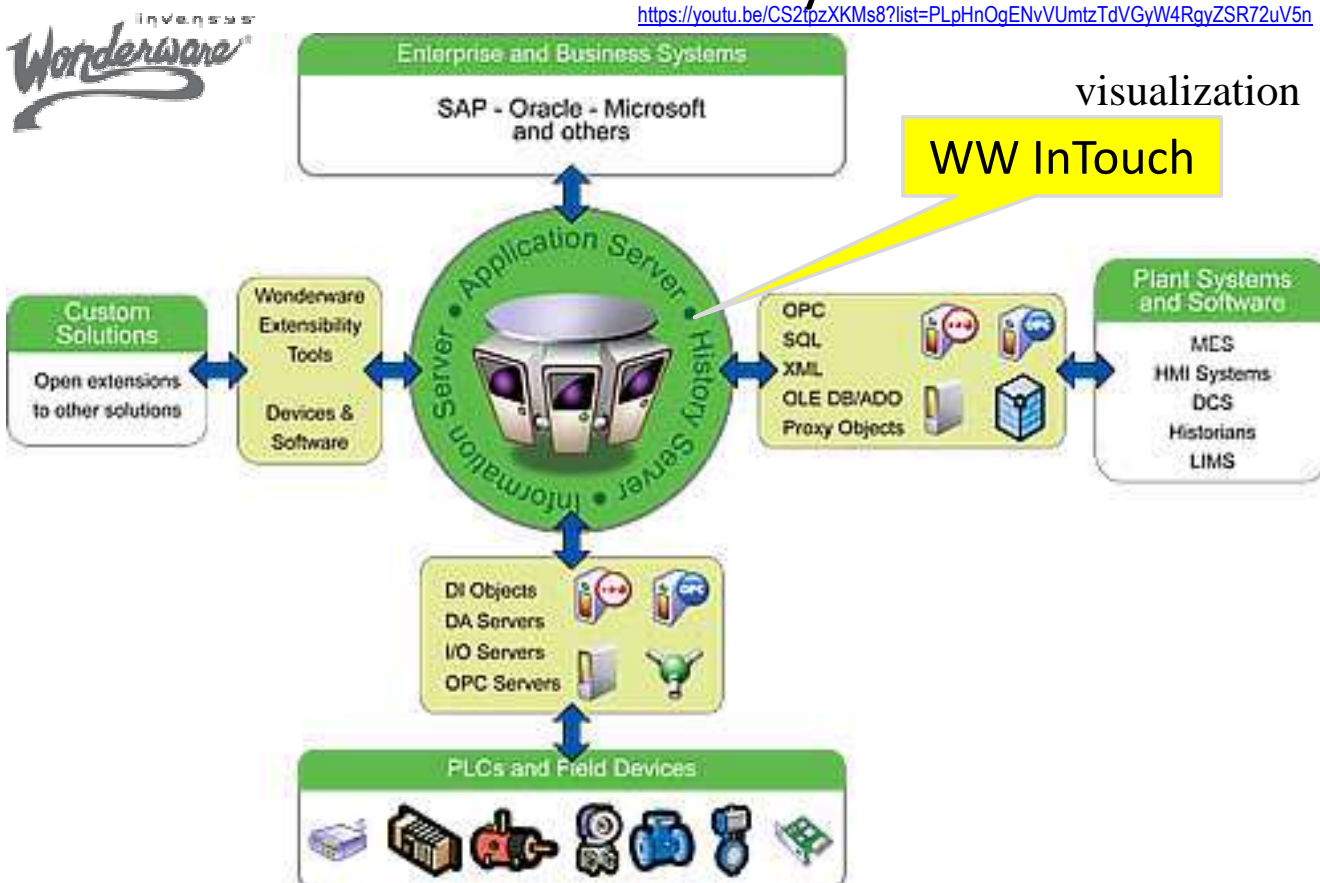 https://youtu.be/CS2tpzXKMs8?list=PLpHnOgENvVUmtzTdVGyW4RgyZSR72uV5n
invensys
Wonderware®
visualization
WW InTouch
Enterprise and Business Systems
SAP - Oracle - Microsoft
and others
Custom
Solutions
Open extensions
to other solutions
Wonderware
Extensibility
Tools
Devices &
Software
Information Server • Application Server • History Server •
OPC
SQL
XML
OLE DB/ADO
Proxy Objects
OPC
Plant Systems
and Software
MES
HMI Systems
DCS
Historians
LIMS
DI Objects
DA Servers
I/O Servers
OPC Servers
OPC
PLCs and Field Devices